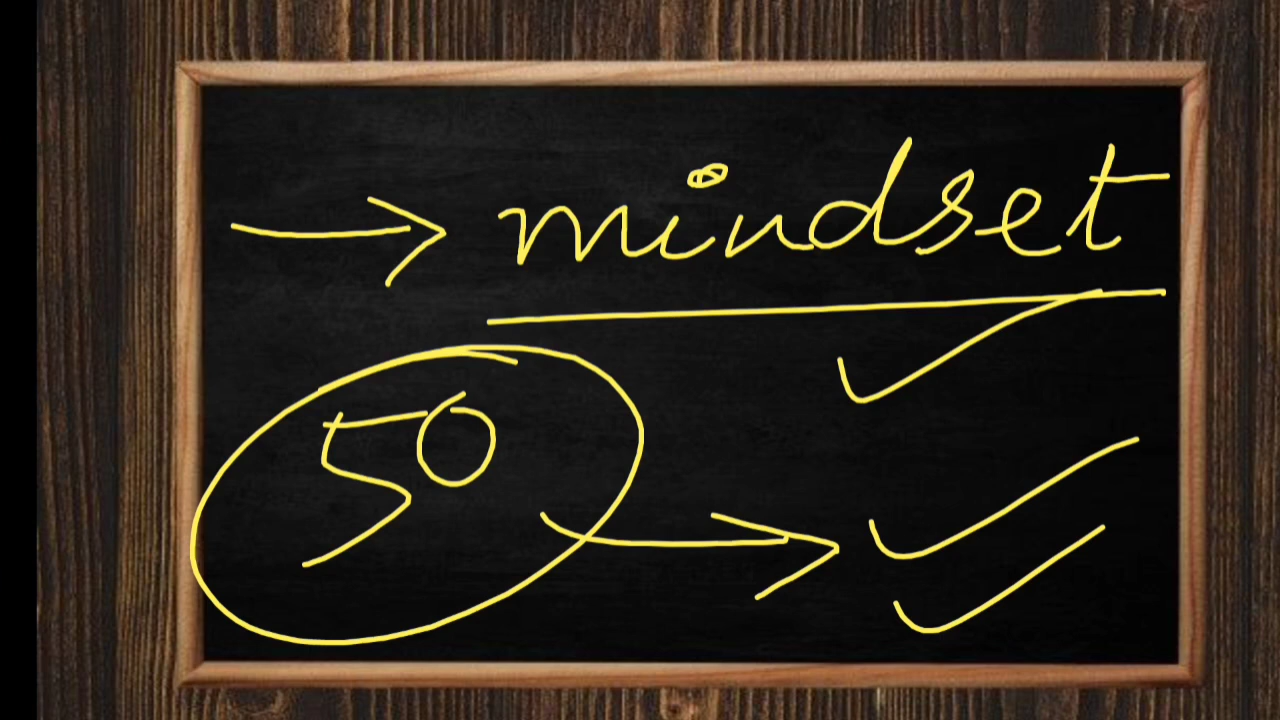 → mindset
50 → ✓✓